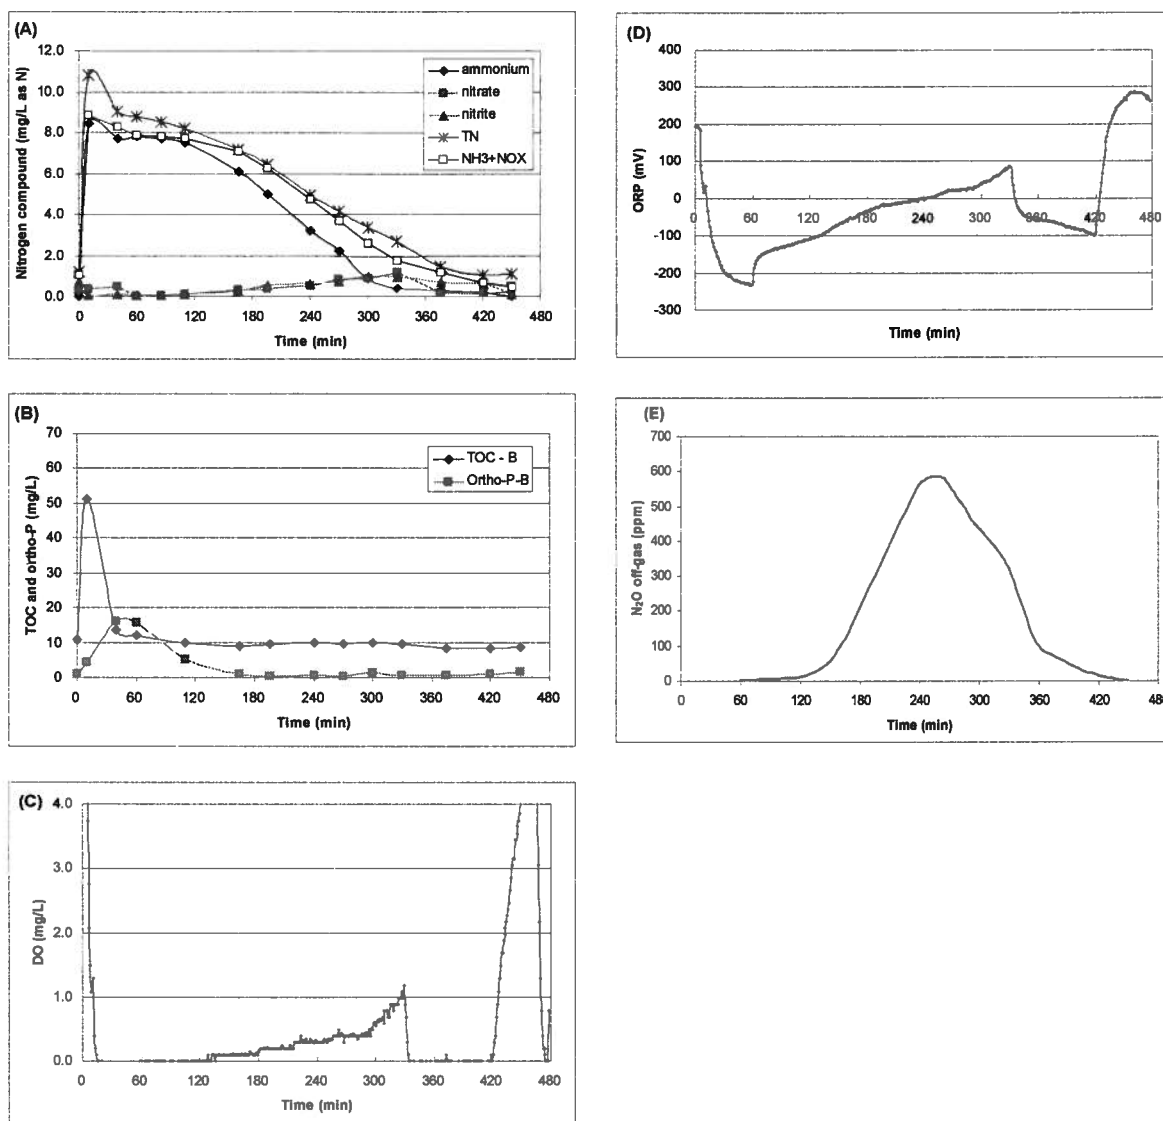 (A)
12.0
10.0
8.0
6.0
4.0
2.0
0.0
Nitrogen compound (mg/L as N)
ammonium
nitrate
nitrite
TN
NH3+NOX
0 60 120 180 240 300 360 420 480
Time (min)
(D)
400
300
200
100
0
-100
-200
-300
ORP (mV)
0 60 120 180 240 300 360 420 480
Time (min)
(B)
70
60
50
40
30
20
10
0
TOC and ortho-P (mg/L)
TOC - B
Ortho-P-B
0 60 120 180 240 300 360 420 480
Time (min)
(E)
700
600
500
400
300
200
100
0
N₂O off-gas (ppm)
0 60 120 180 240 300 360 420 480
Time (min)
(C)
4.0
3.0
2.0
1.0
0.0
DO (mg/L)
0 60 120 180 240 300 360 420 480
Time (min)